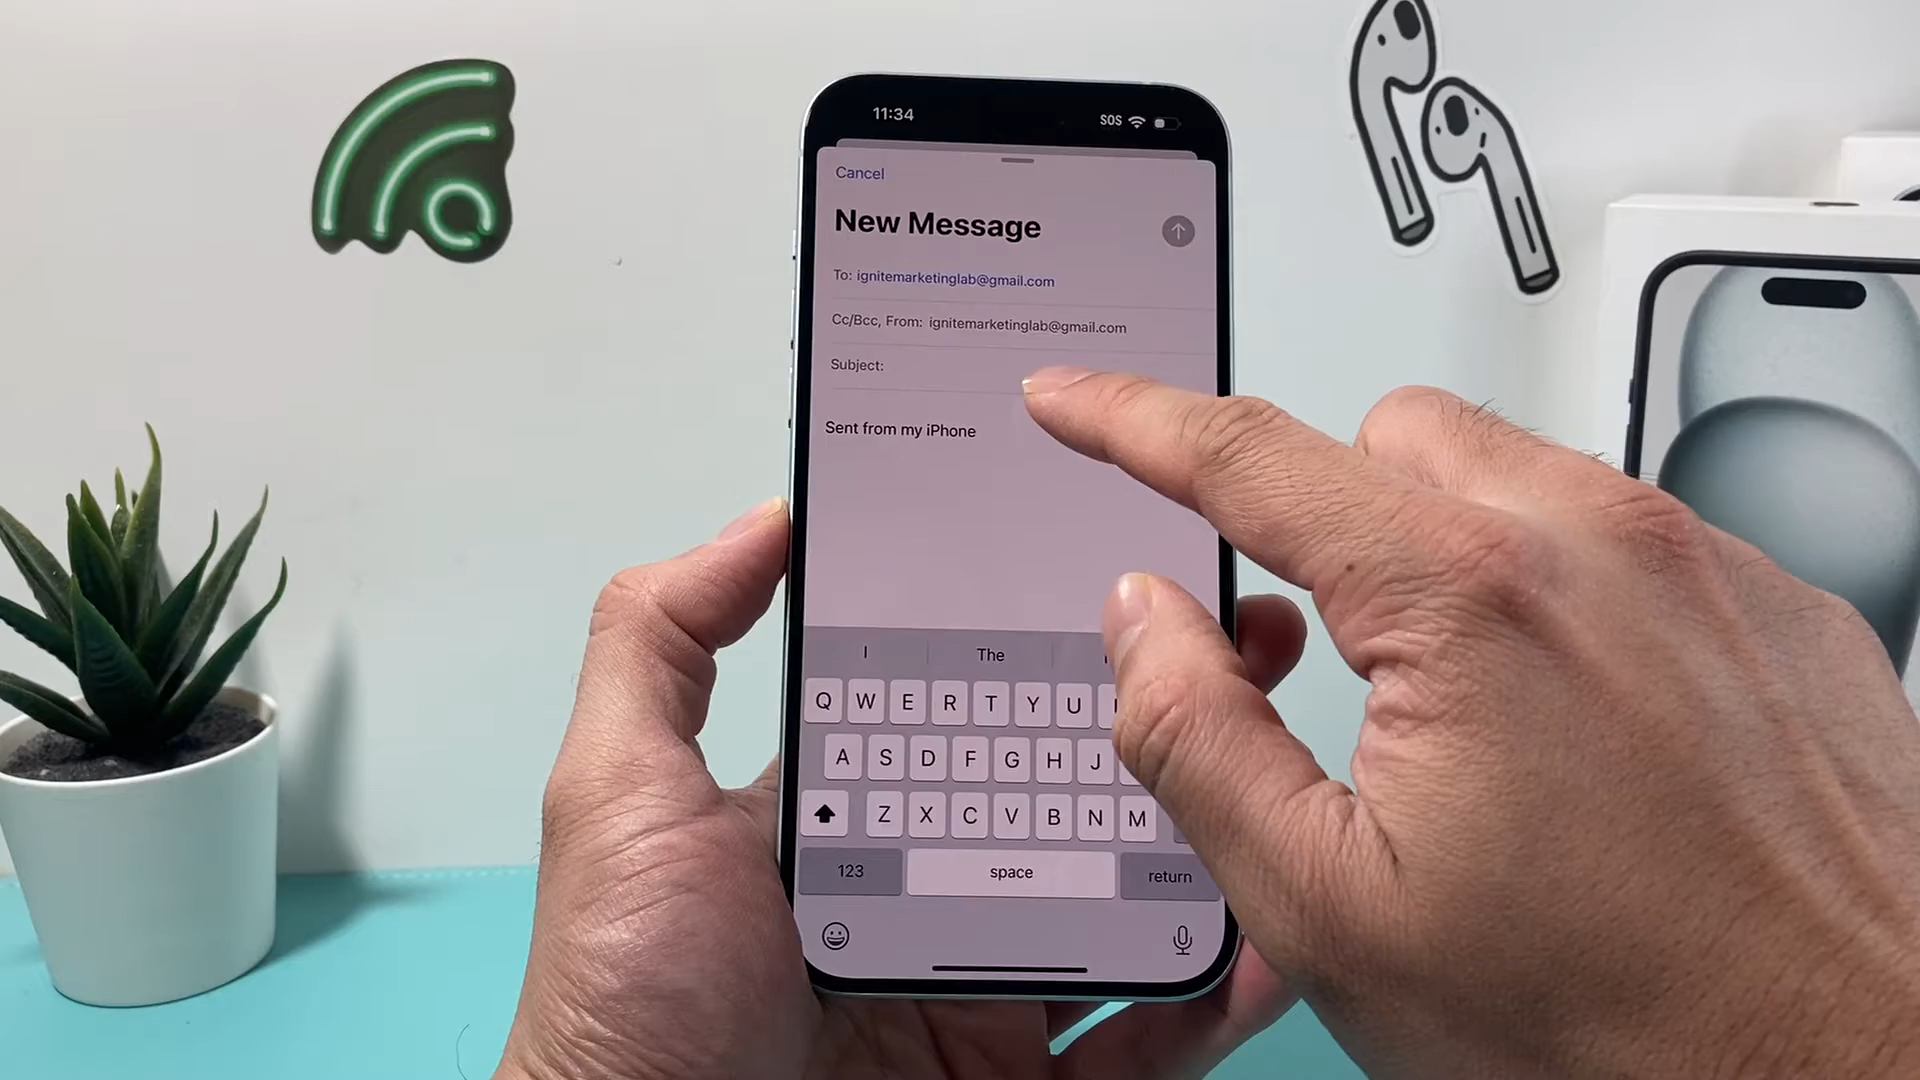 11:34
SOS
Cancel
New Message
To: ignitemarketinglab@gmail.com
Cc/Bcc, From: ignitemarketinglab@gmail.com
Subject:
Sent from my iPhone
I The
Q W E R T Y U
A S D F G H J
Z X C V B N M
123 space return